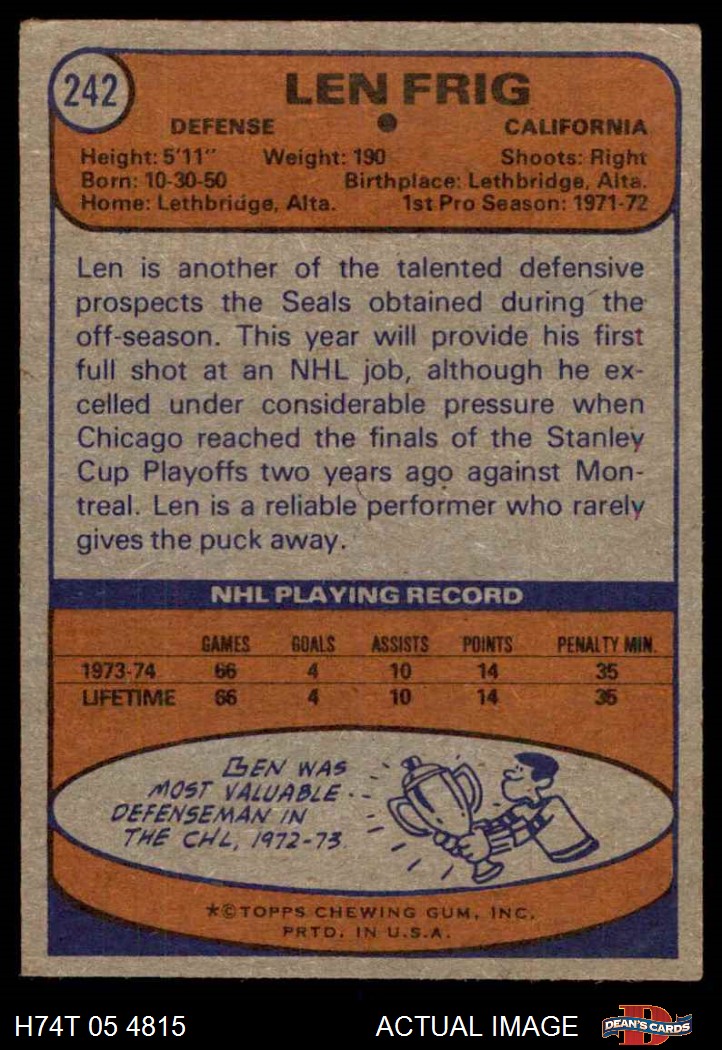 242
LEN FRIG
DEFENSE CALIFORNIA
Height: 5'11" Weight: 190 Shoots: Right
Born: 10-30-50 Birthplace: Lethbridge, Alta.
Home: Lethbridge, Alta. 1st Pro Season: 1971-72
Len is another of the talented defensive
prospects the Seals obtained during the
off-season. This year will provide his first
full shot at an NHL job, although he ex-
celled under considerable pressure when
Chicago reached the finals of the Stanley
Cup Playoffs two years ago against Mon-
treal. Len is a reliable performer who rarely
gives the puck away.
NHL PLAYING RECORD
GAMES GOALS ASSISTS POINTS PENALTY MIN.
1973-74 66 4 10 14 35
LIFETIME 66 4 10 14 35
LEN WAS
MOST VALUABLE
DEFENSEMAN IN
THE CHL, 1972-73
*©TOPPS CHEWING GUM, INC.
PRTD. IN U.S.A.
H74T 05 4815 ACTUAL IMAGE DEAN'S CARDS